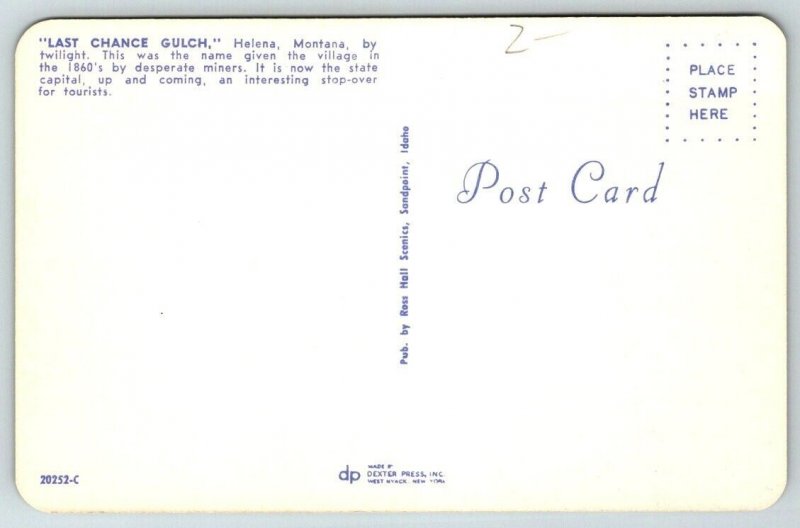 "LAST CHANCE GULCH," Helena, Montana, by
twilight. This was the name given the village in
the 1860's by desperate miners. It is now the state
capital, up and coming, an interesting stop-over
for tourists.
2-
PLACE
STAMP
HERE
Post Card
Pub. by Ross Hall Scenics, Sandpoint, Idaho
20252-C
dp
MADE BY
DEXTER PRESS, INC.
WEST NYACK, NEW YORK